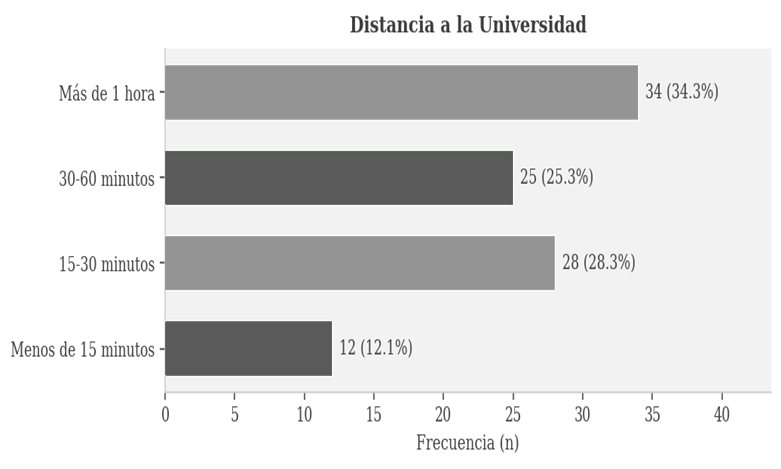 Distancia a la Universidad
Más de 1 hora
34 (34.3%)
30-60 minutos
25 (25.3%)
15-30 minutos
28 (28.3%)
Menos de 15 minutos
12 (12.1%)
0 5 10 15 20 25 30 35 40
Frecuencia (n)